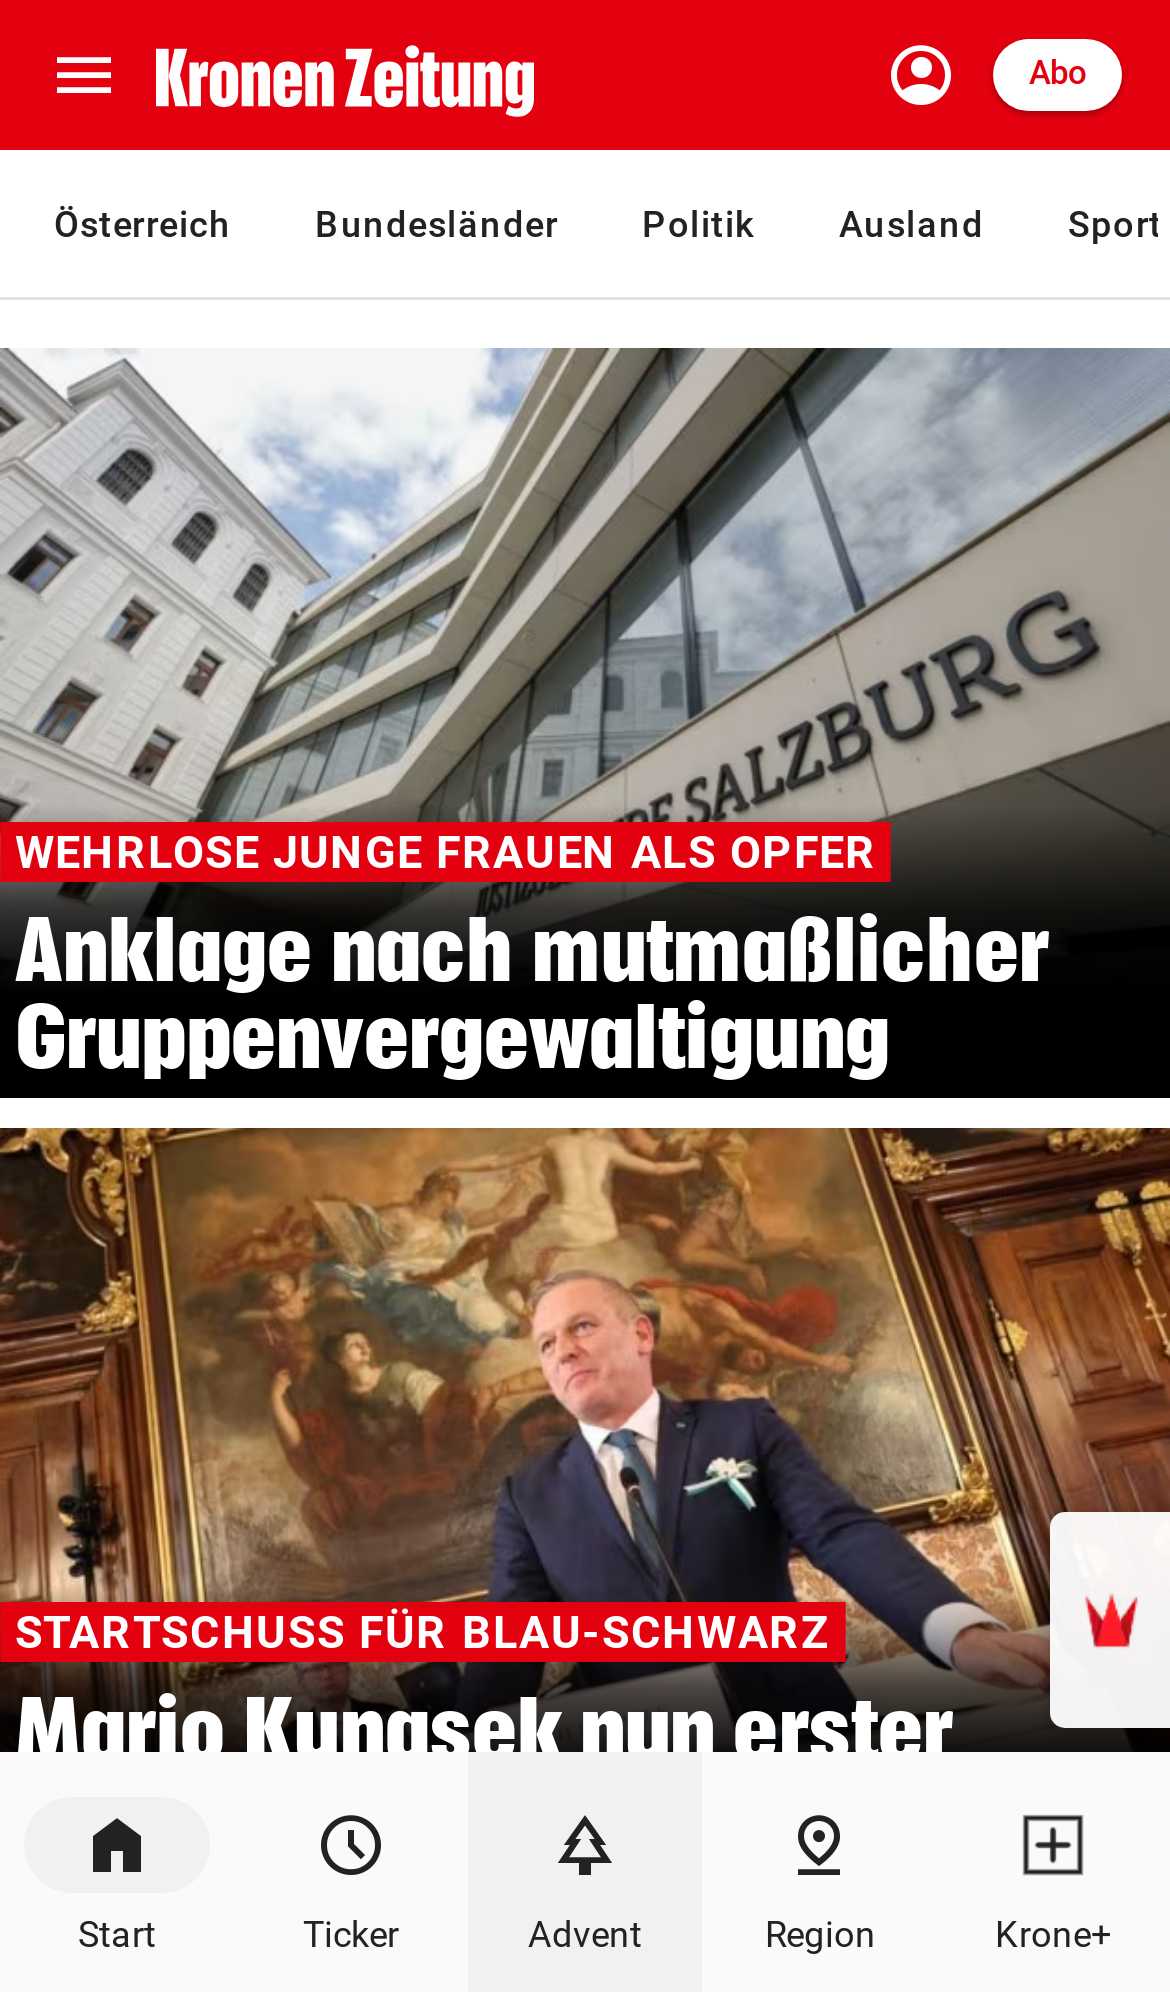 Kronen Zeitung
Abo
Österreich Bundesländer Politik Ausland Sport
SALZBURG
WEHRLOSE JUNGE FRAUEN ALS OPFER
Anklage nach mutmaßlicher
Gruppenvergewaltigung
STARTSCHUSS FÜR BLAU-SCHWARZ
Mario Kunasek nun erster
Start Ticker Advent Region Krone+